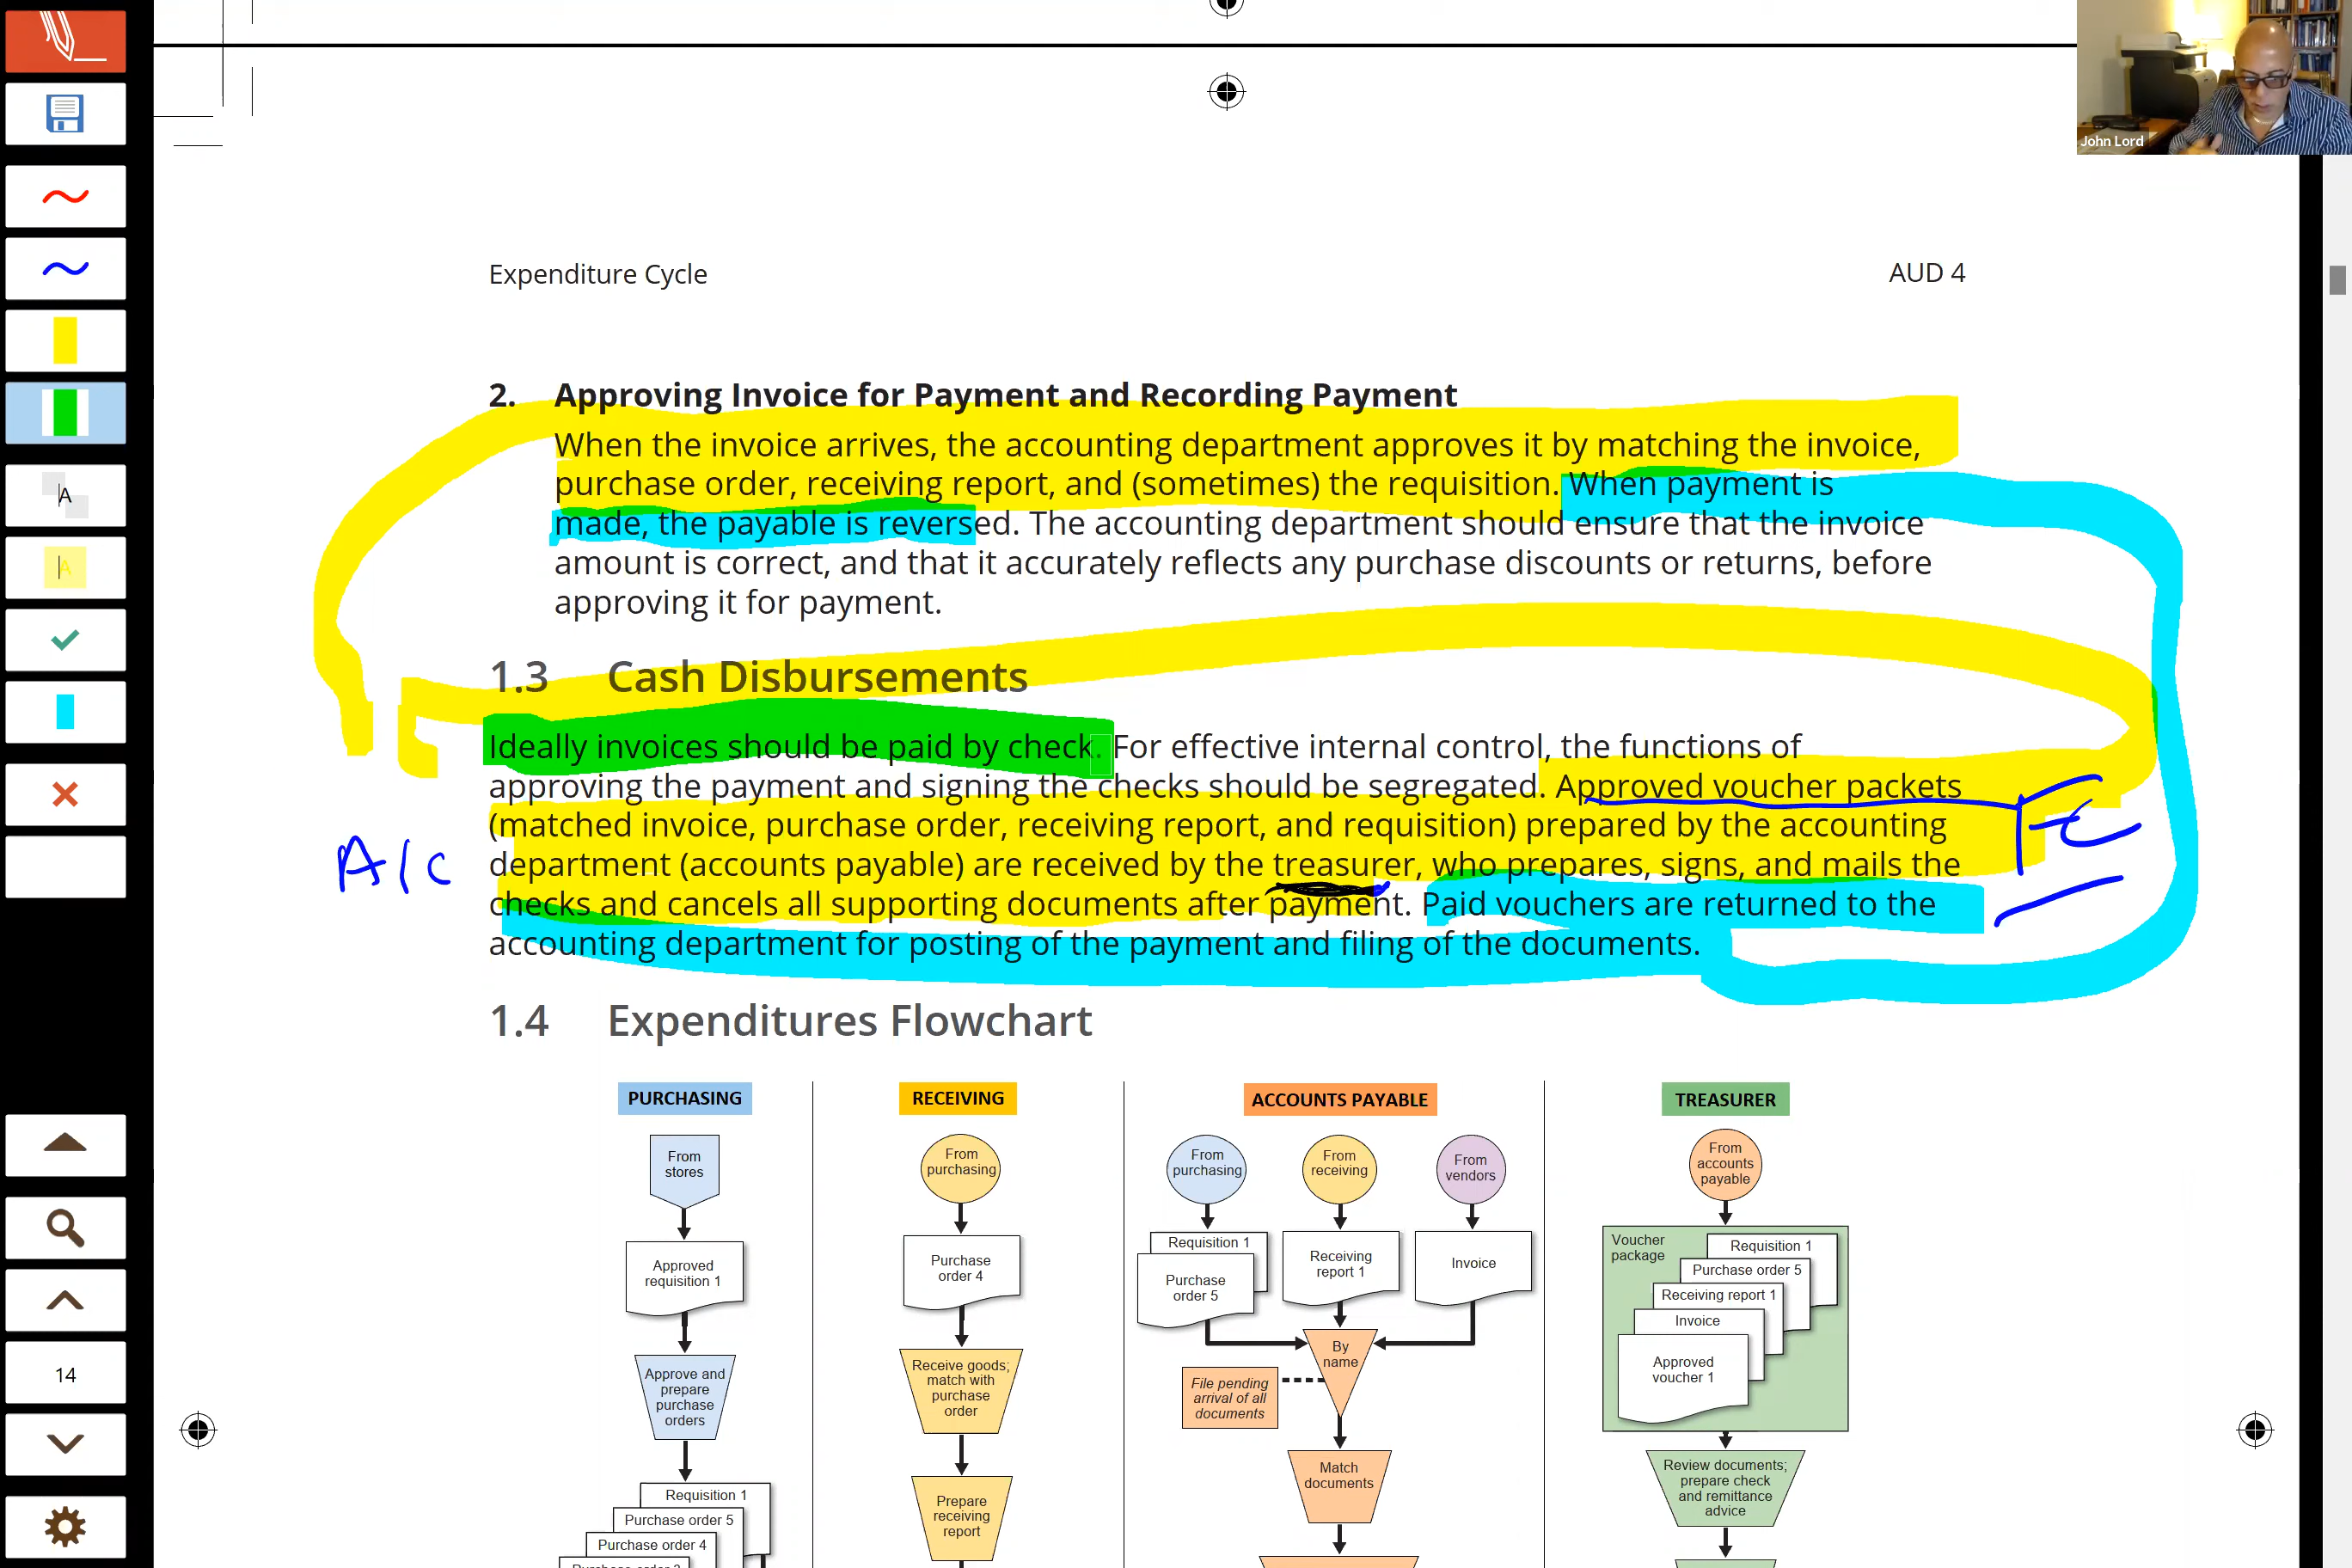 John Lord
Expenditure Cycle
AUD 4
2. Approving Invoice for Payment and Recording Payment
When the invoice arrives, the accounting department approves it by matching the invoice,
purchase order, receiving report, and (sometimes) the requisition. When payment is
made, the payable is reversed. The accounting department should ensure that the invoice
amount is correct, and that it accurately reflects any purchase discounts or returns, before
approving it for payment.
1.3 Cash Disbursements
Ideally invoices should be paid by check. For effective internal control, the functions of
approving the payment and signing the checks should be segregated. Approved voucher packets
(matched invoice, purchase order, receiving report, and requisition) prepared by the accounting
department (accounts payable) are received by the treasurer, who prepares, signs, and mails the
checks and cancels all supporting documents after payment. Paid vouchers are returned to the
accounting department for posting of the payment and filing of the documents.
A/C
1.4 Expenditures Flowchart
PURCHASING
From
stores
Approved
requisition 1
Approve and
prepare
purchase
orders
Requisition 1
Purchase order 5
Purchase order 4
RECEIVING
From
purchasing
Purchase
order 4
Receive goods;
match with
purchase
order
Prepare
receiving
report
ACCOUNTS PAYABLE
From
purchasing
From
receiving
From
vendors
Requisition 1
Purchase
order 5
Receiving
report 1
Invoice
By
name
File pending
arrival of all
documents
Match
documents
TREASURER
From
accounts
payable
Voucher
package
Requisition 1
Purchase order 5
Receiving report 1
Invoice
Approved
voucher 1
Review documents;
prepare check
and remittance
advice
A
A
14